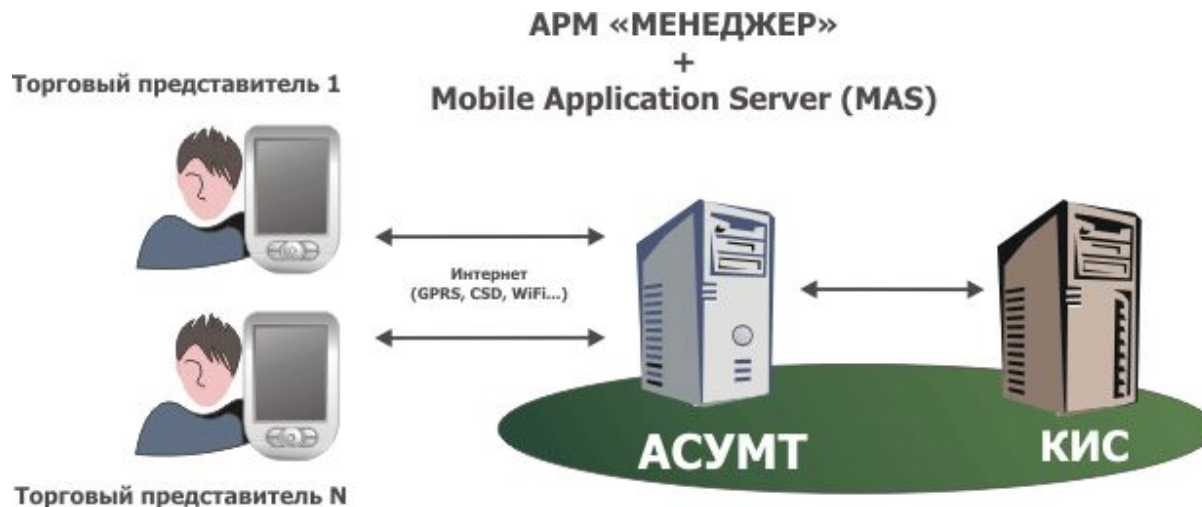 АРМ «МЕНЕДЖЕР»
+
Mobile Application Server (MAS)
Торговый представитель 1
Интернет
(GPRS, CSD, WiFi...)
АСУМТ
КИС
Торговый представитель N